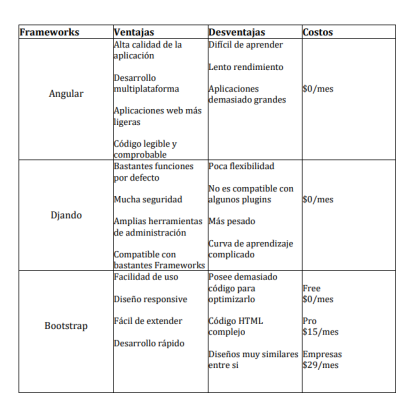 Frameworks Ventajas Desventajas Costos
Angular
Alta calidad de la
aplicación
Desarrollo
multiplataforma
Aplicaciones web más
ligeras
Código legible y
comprobable
Difícil de aprender
Lento rendimiento
Aplicaciones
demasiado grandes
$0/mes
Djando
Bastantes funciones
por defecto
Mucha seguridad
Amplias herramientas
de administración
Compatible con
bastantes Frameworks
Poca flexibilidad
No es compatible con
algunos plugins
Más pesado
Curva de aprendizaje
complicado
$0/mes
Bootstrap
Facilidad de uso
Diseño responsive
Fácil de extender
Desarrollo rápido
Posee demasiado
código para
optimizarlo
Código HTML
complejo
Diseños muy similares
entre si
Free
$0/mes
Pro
$15/mes
Empresas
$29/mes